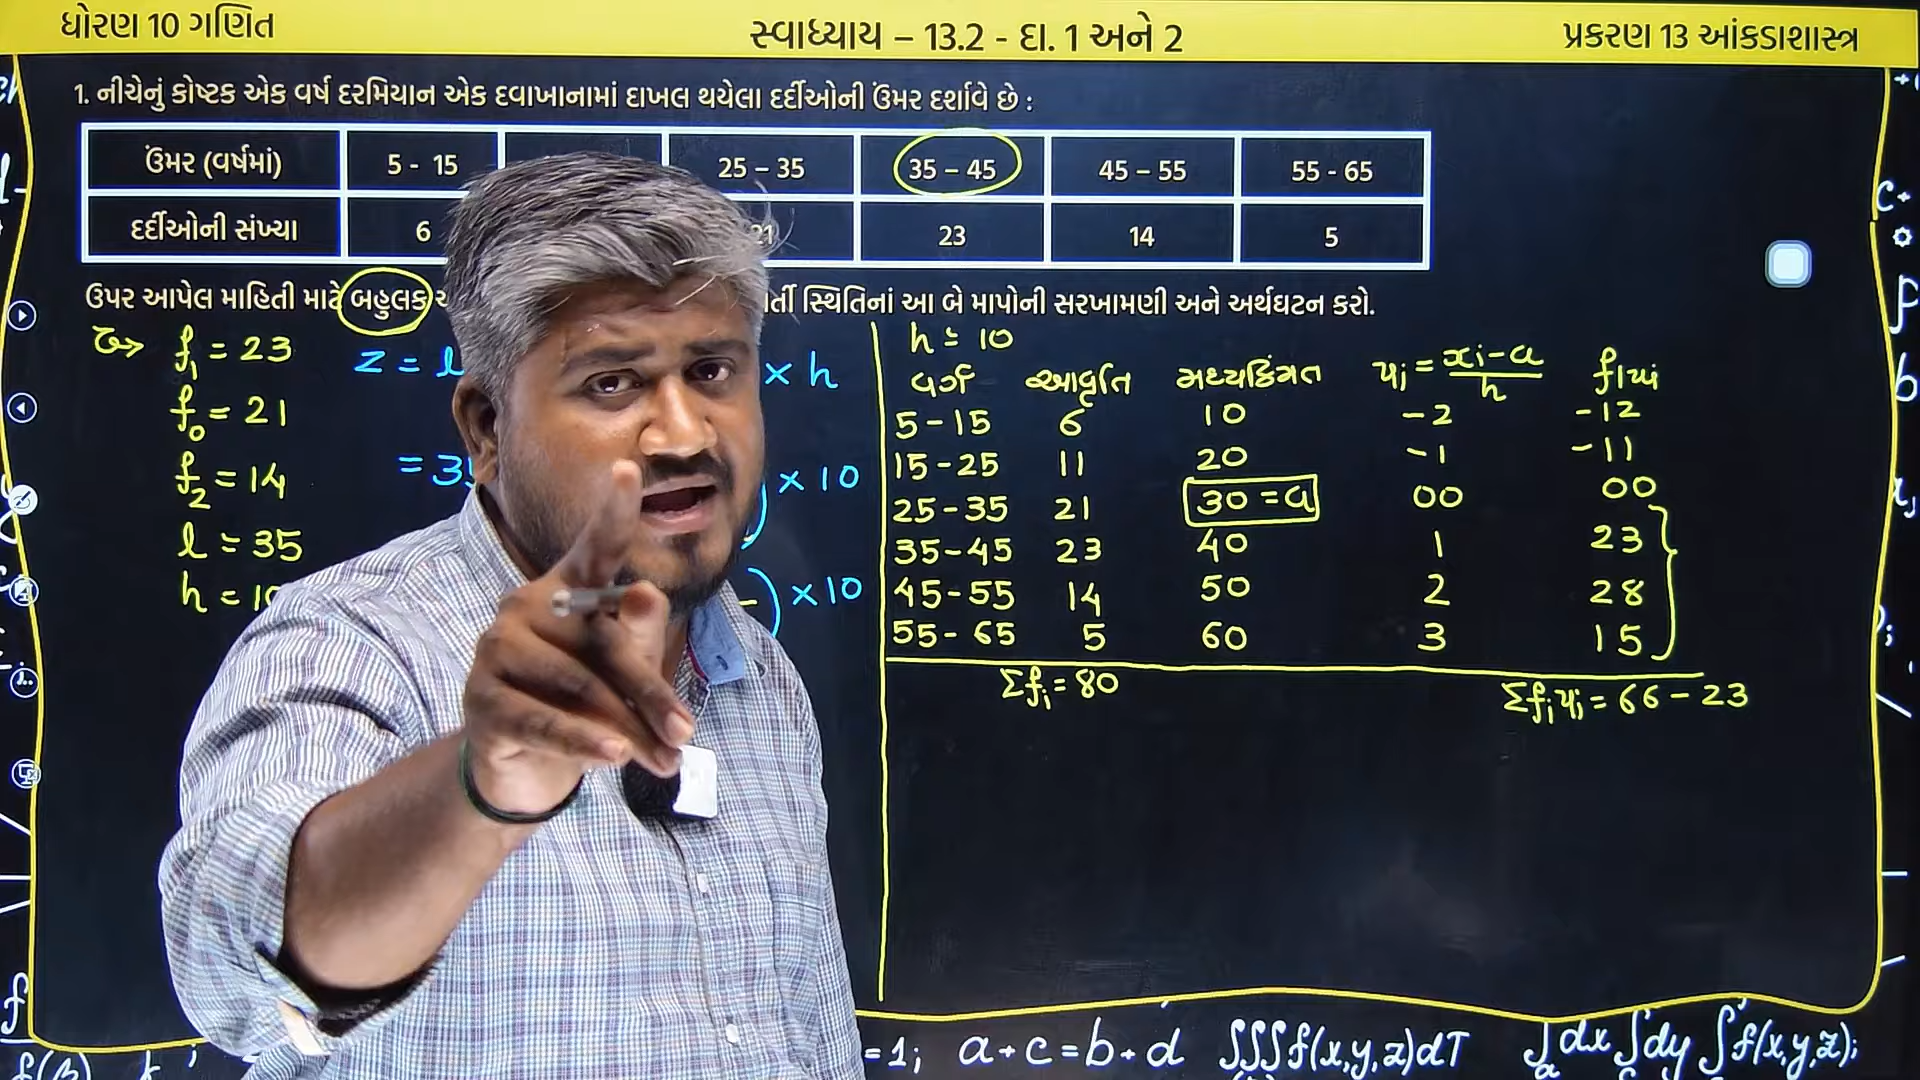 ધોરણ 10 ગણિત
સ્વાધ્યાય – 13.2 - દા. 1 અને 2
પ્રકરણ 13 આંકડાશાસ્ત્ર
1. નીચેનું કોષ્ટક એક વર્ષ દરમિયાન એક દવાખાનામાં દાખલ થયેલા દર્દીઓની ઉંમર દર્શાવે છે :
ઉંમર (વર્ષમાં) 5 - 15 25 – 35 35 – 45 45 – 55 55 - 65
દર્દીઓની સંખ્યા 6 21 23 14 5
ઉપર આપેલ માહિતી માટે બહુલક સ્થિતિનાં આ બે માપોની સરખામણી અને અર્થઘટન કરો.
f₁ = 23
f₀ = 21
f₂ = 14
l = 35
h =
z = l × h
= × 10
) × 10
h = 10
વર્ગ આવૃત્તિ મધ્યકિંમત uᵢ = xᵢ – a / h fᵢuᵢ
5 - 15 6 10 -2 -12
15 - 25 11 20 -1 -11
25 - 35 21 30 = a 00 00
35 - 45 23 40 1 23
45 - 55 14 50 2 28
55 - 65 5 60 3 15
Σfᵢ = 80 Σfᵢuᵢ = 66 – 23
= 1; a + c = b + d ∫∫∫f(x,y,z)dT